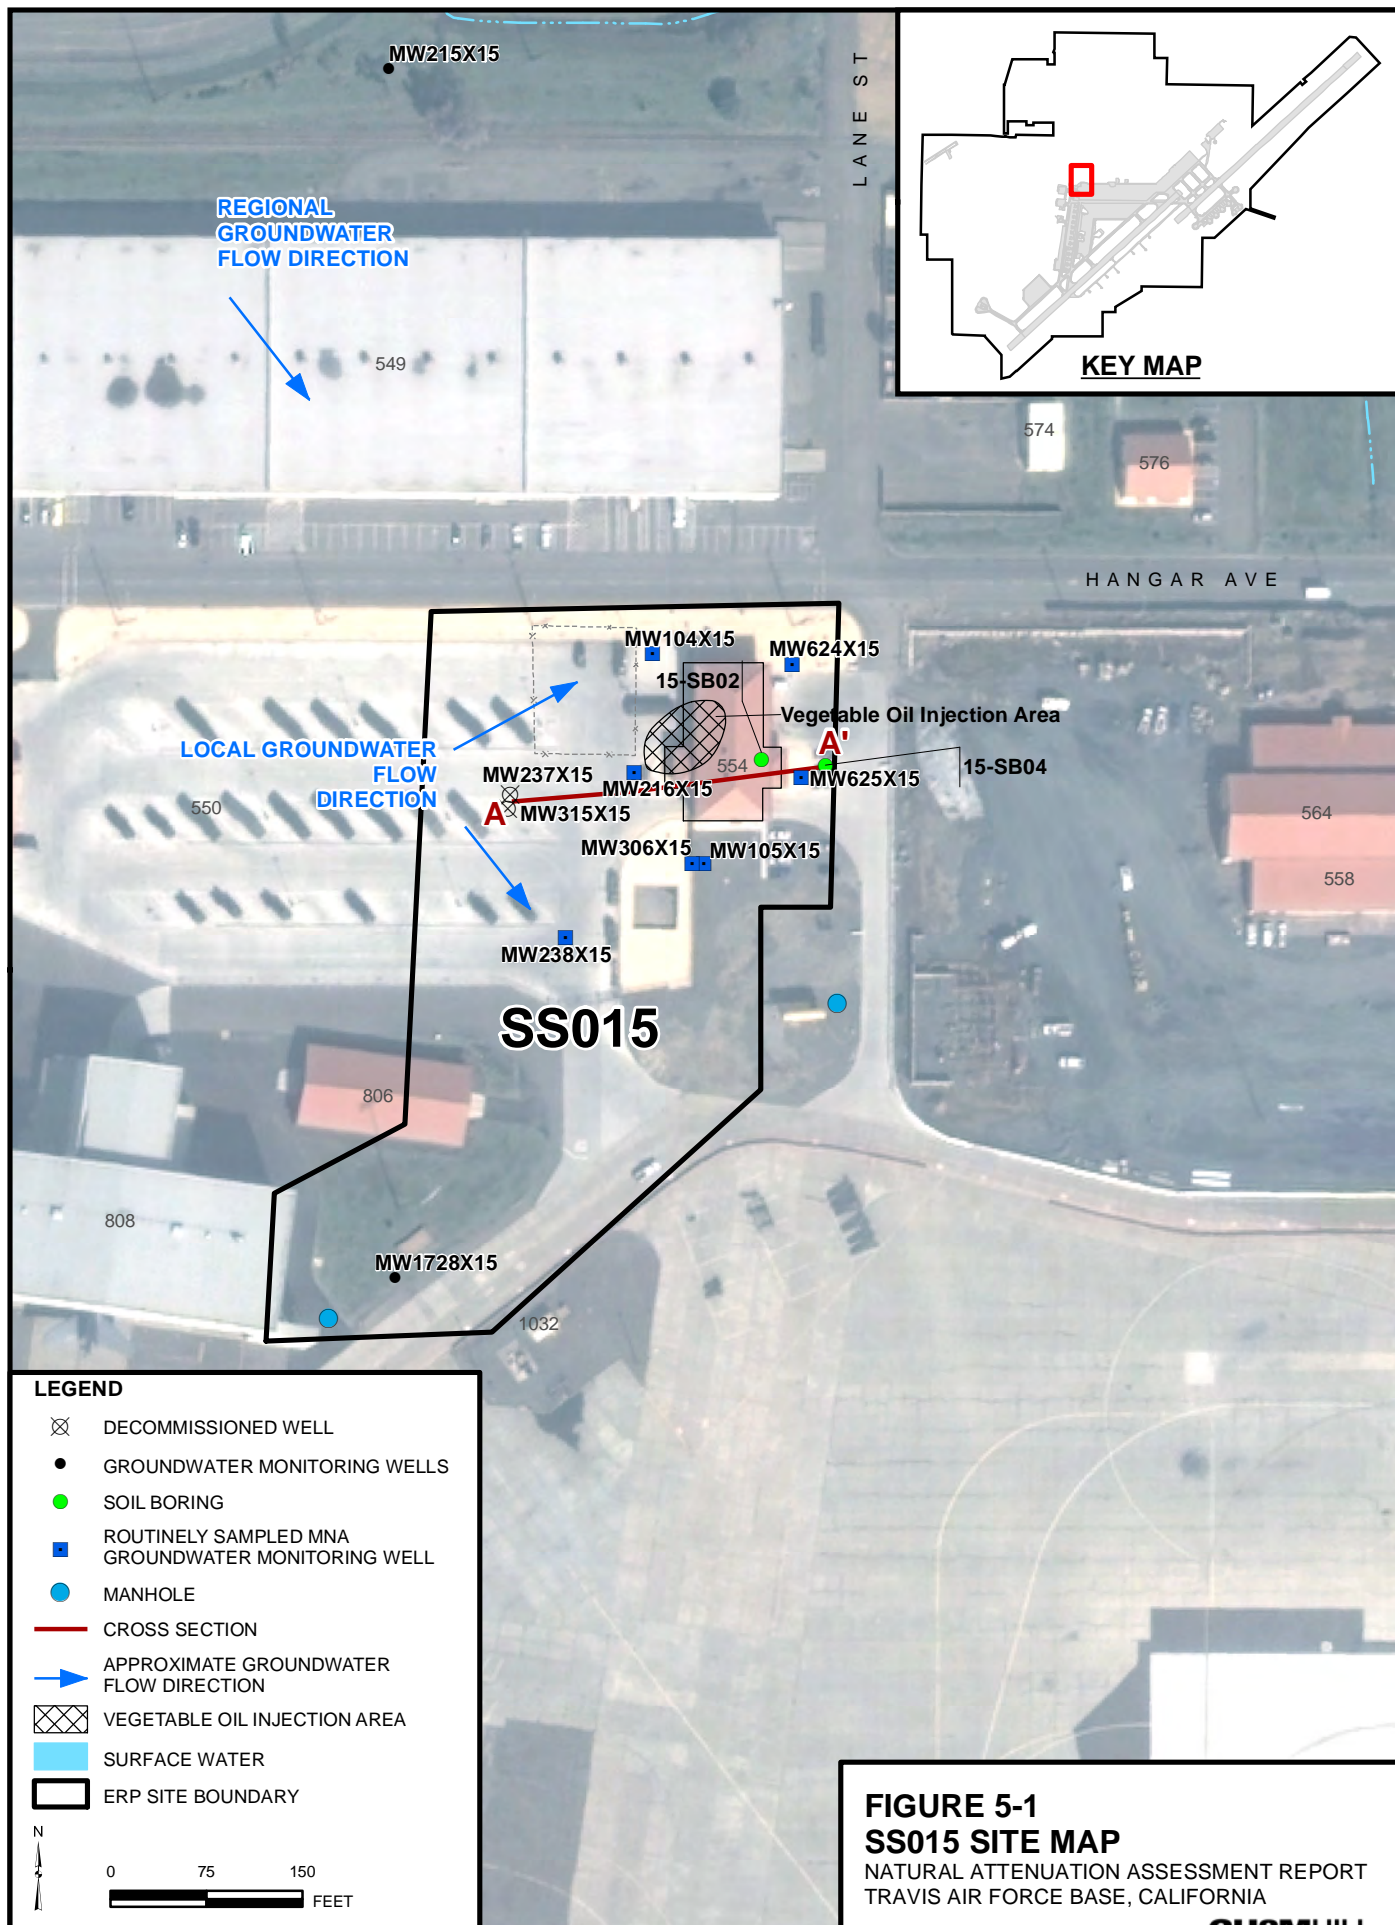 MW215X15
LANE ST
REGIONAL
GROUNDWATER
FLOW DIRECTION
549
KEY MAP
574
576
HANGAR AVE
MW104X15
MW624X15
15-SB02
Vegetable Oil Injection Area
LOCAL GROUNDWATER
FLOW
DIRECTION
A'
554
15-SB04
MW237X15
MW216X15
MW625X15
A
MW315X15
550
564
MW306X15
MW105X15
558
MW238X15
SS015
806
808
MW1728X15
1032
LEGEND
DECOMMISSIONED WELL
GROUNDWATER MONITORING WELLS
SOIL BORING
ROUTINELY SAMPLED MNA
GROUNDWATER MONITORING WELL
MANHOLE
CROSS SECTION
APPROXIMATE GROUNDWATER
FLOW DIRECTION
VEGETABLE OIL INJECTION AREA
SURFACE WATER
ERP SITE BOUNDARY
N
0 75 150
FEET
FIGURE 5-1
SS015 SITE MAP
NATURAL ATTENUATION ASSESSMENT REPORT
TRAVIS AIR FORCE BASE, CALIFORNIA